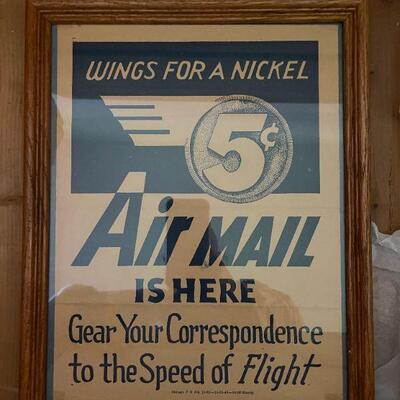 WINGS FOR A NICKEL
5¢
Air MAIL
IS HERE
Gear Your Correspondence
to the Speed of Flight